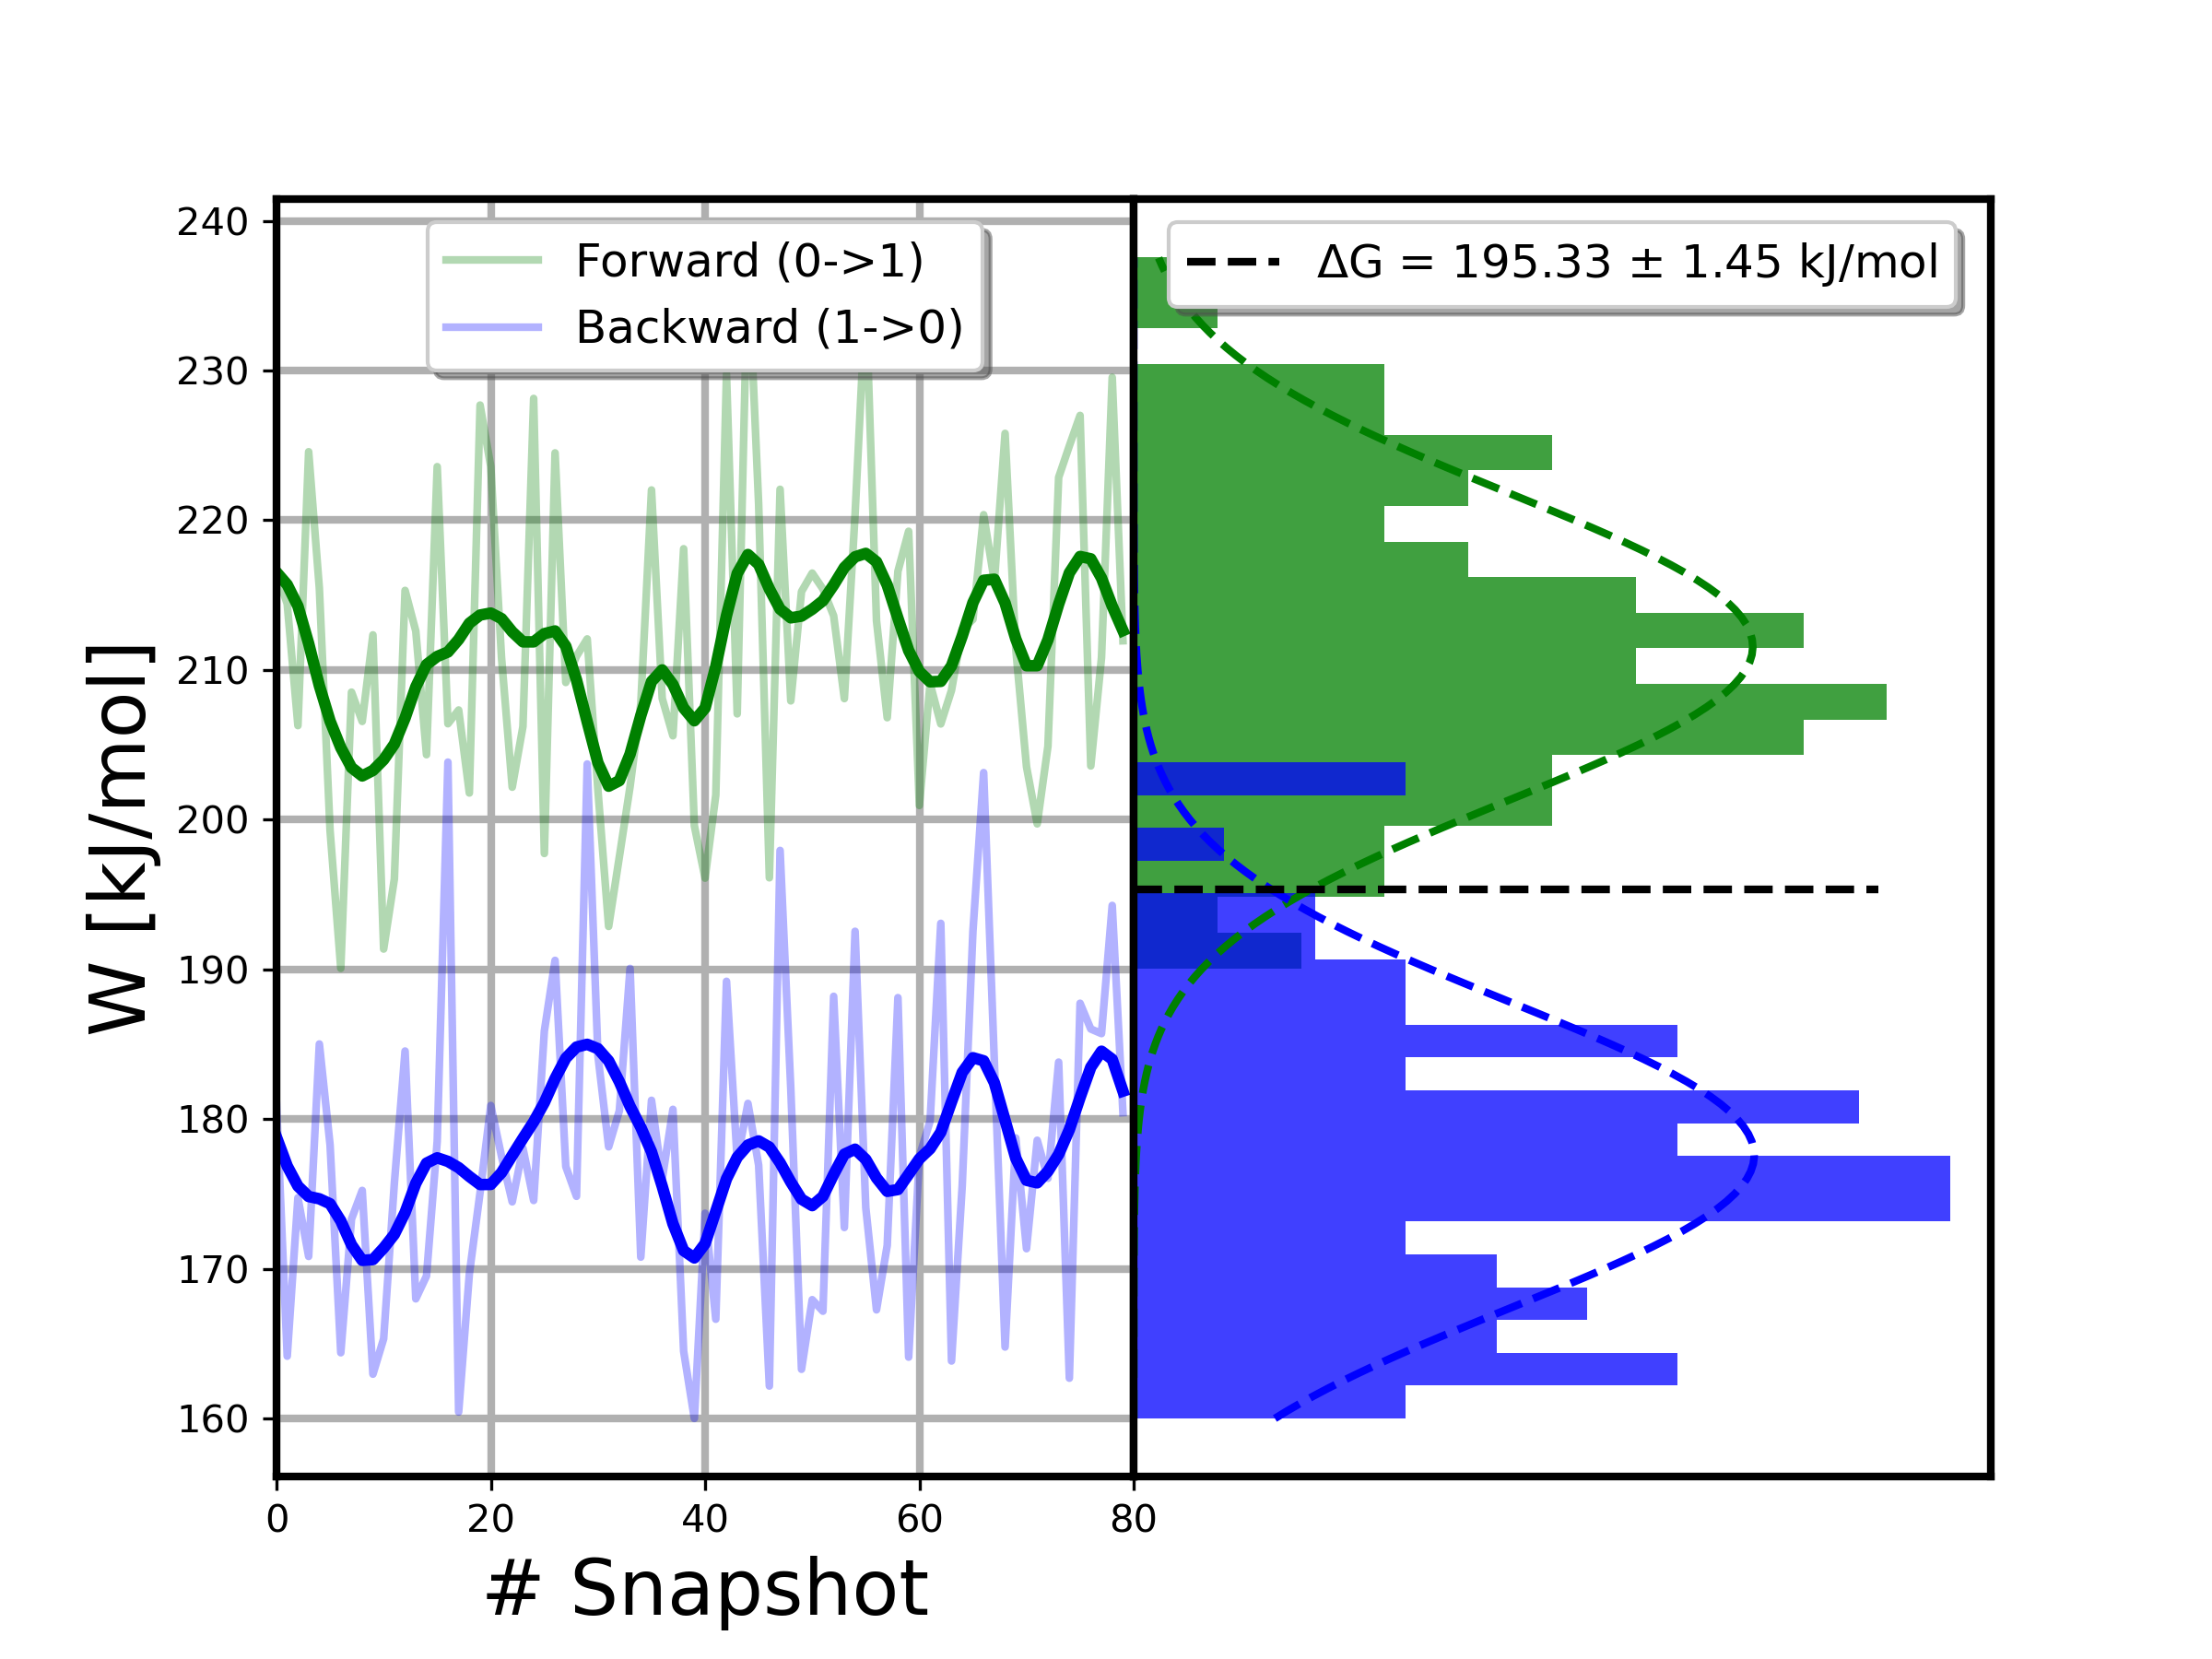 Forward (0->1)
Backward (1->0)
ΔG = 195.33 ± 1.45 kJ/mol
W [kJ/mol]
240
230
220
210
200
190
180
170
160
0 20 40 60 80
# Snapshot